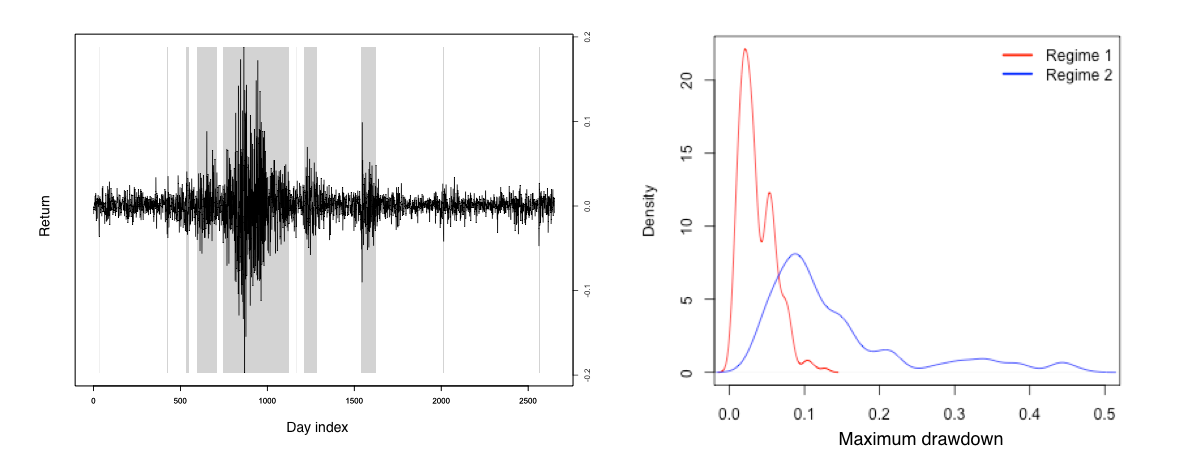 Return
0.2
0.1
0.0
-0.1
-0.2
0 500 1000 1500 2000 2500
Day index
Density
20
15
10
5
0
Regime 1
Regime 2
0.0 0.1 0.2 0.3 0.4 0.5
Maximum drawdown